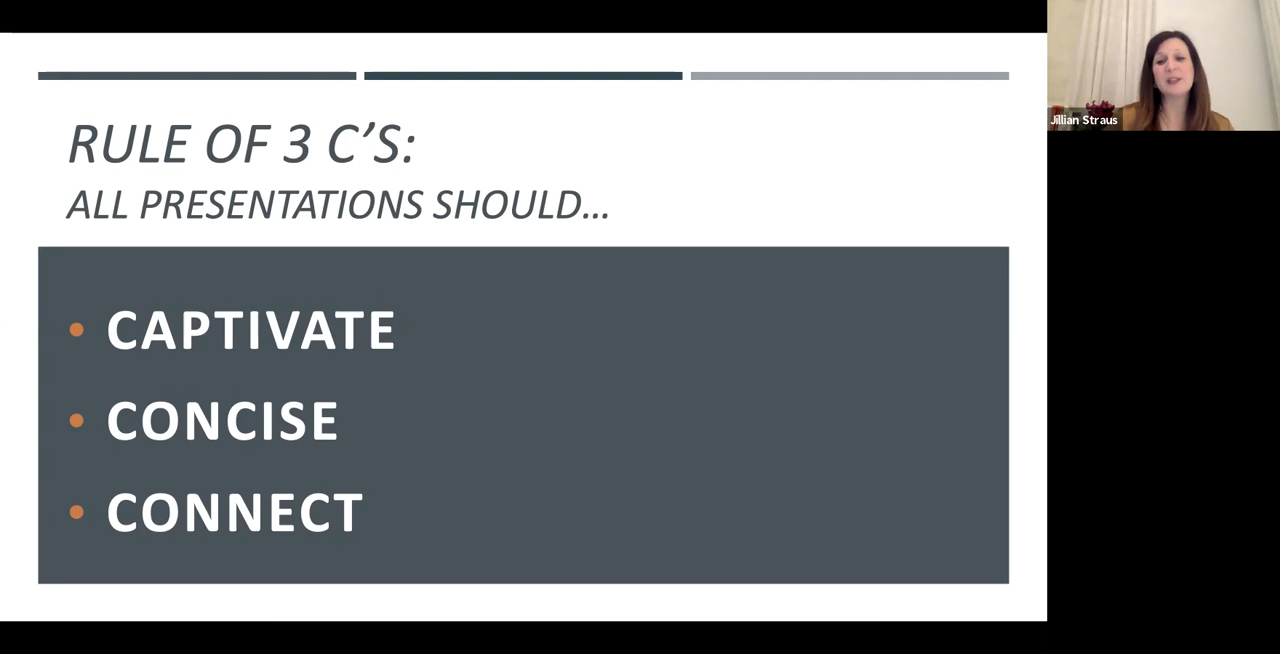 RULE OF 3 C’S:
ALL PRESENTATIONS SHOULD…
• CAPTIVATE
• CONCISE
• CONNECT
Jillian Straus